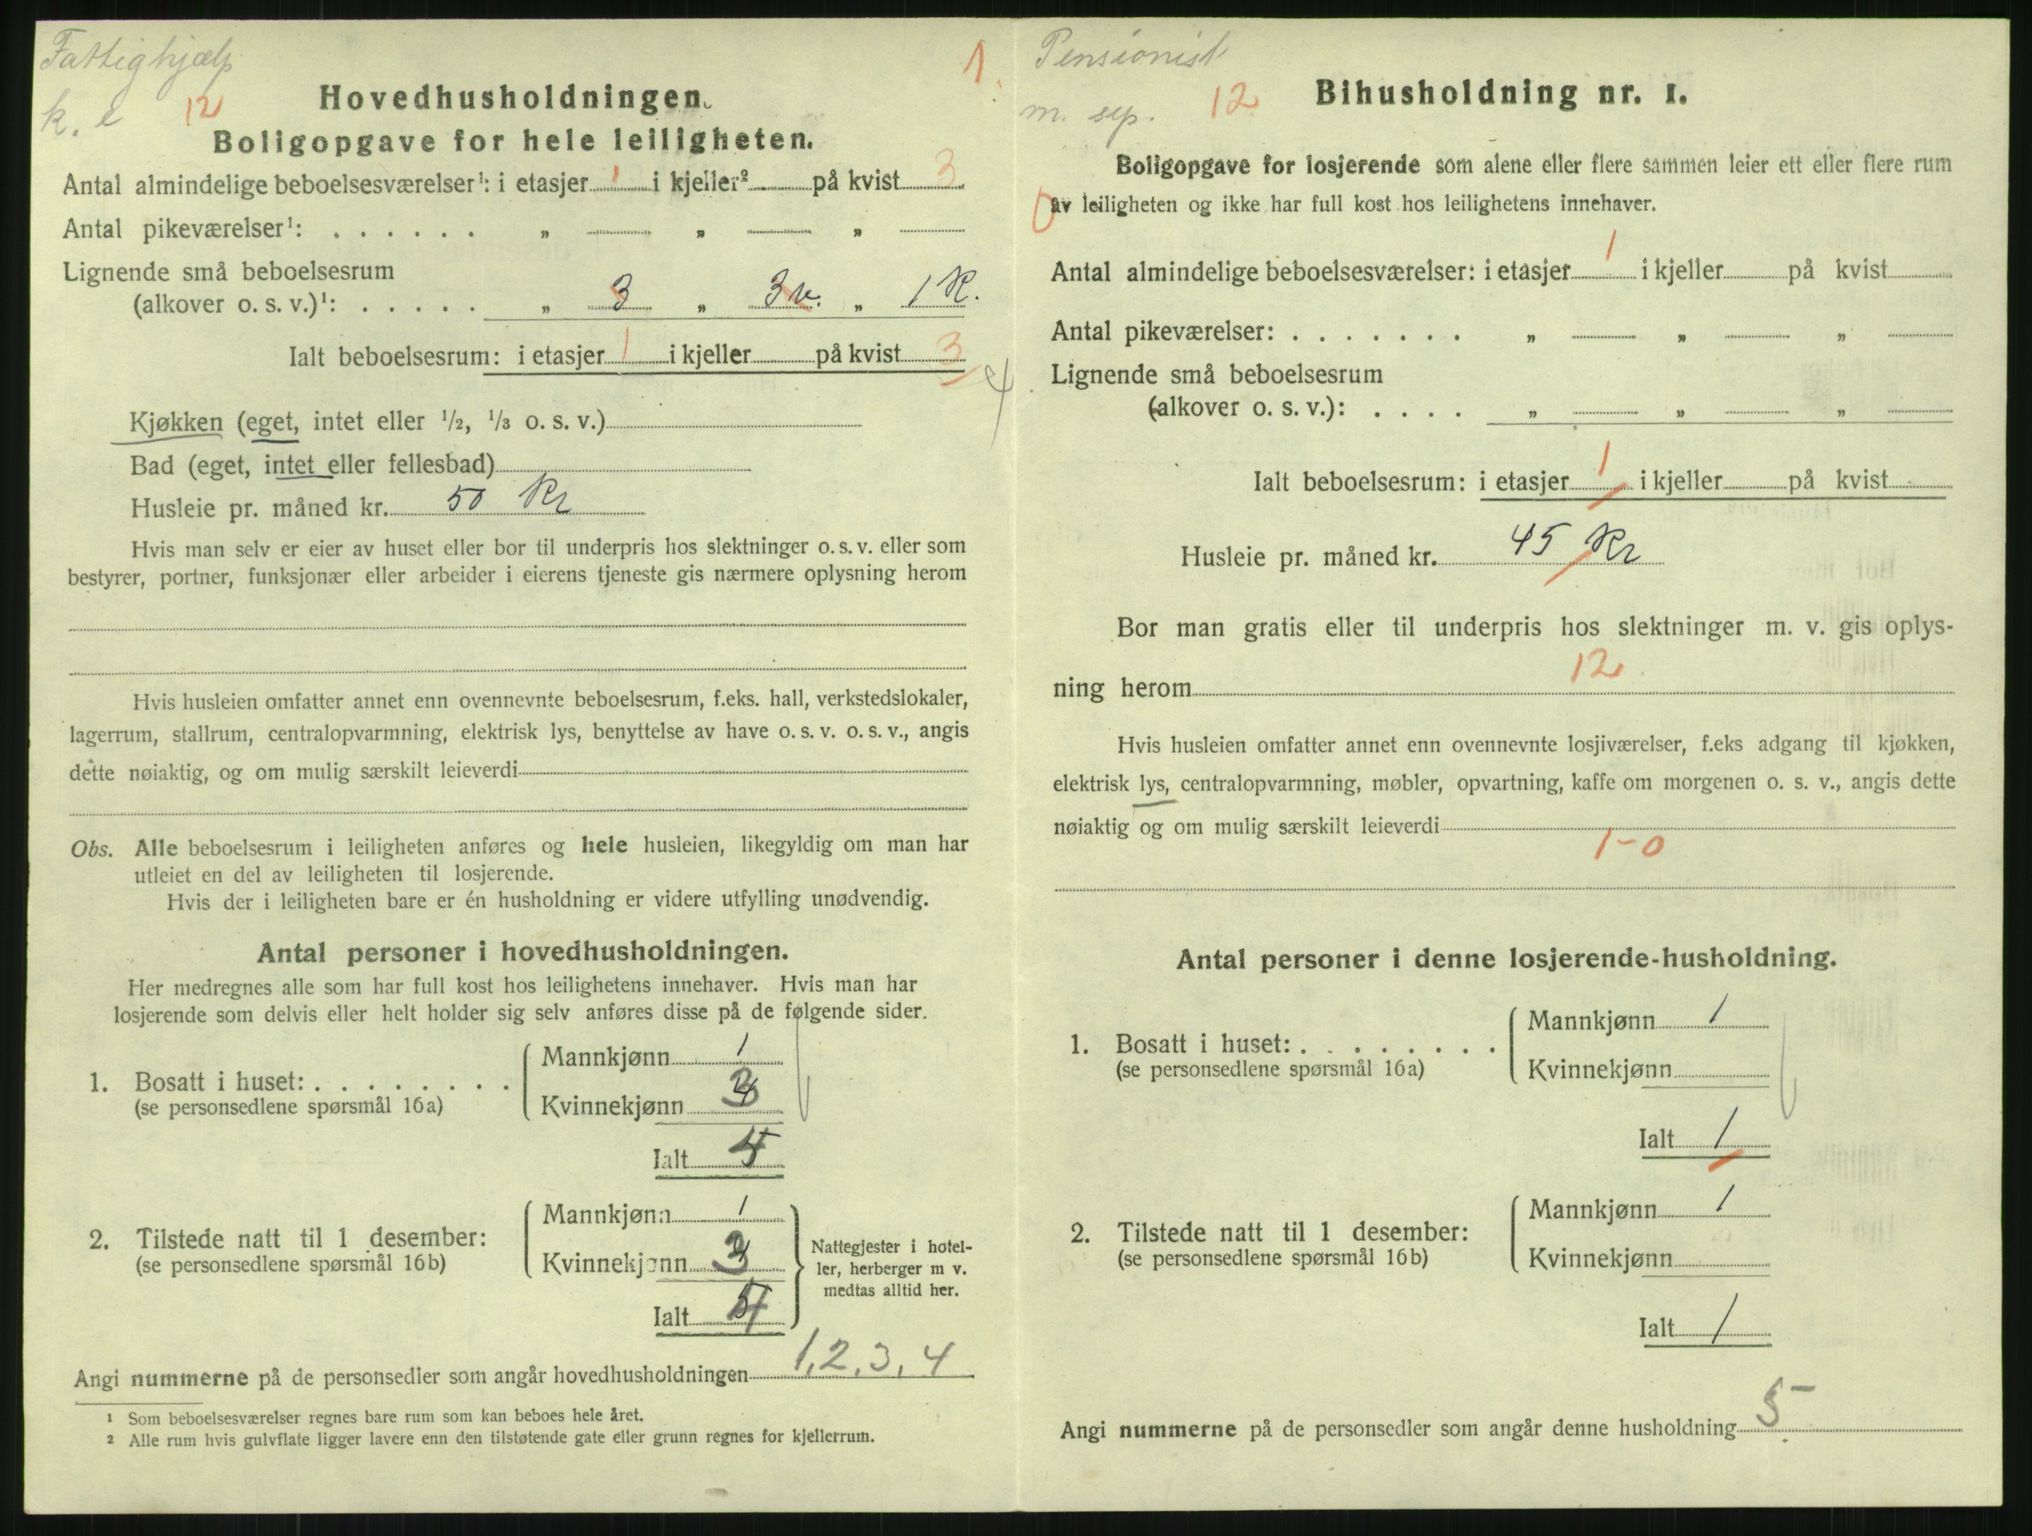 Fattighjælp
k. e 12
1.
Hovedhusholdningen.
Boligopgave for hele leiligheten.
Antal almindelige beboelsesværelser¹: i etasjer 1 i kjeller² på kvist 3
Antal pikeværelser¹: . . . . . . „ „ „
Lignende små beboelsesrum
(alkover o. s. v.)¹: . . . . . „ 3 „ 3 v. „ 1 K.
Ialt beboelsesrum: i etasjer 1 i kjeller på kvist 3
4
Kjøkken (eget, intet eller ½, ⅓ o. s. v.)
Bad (eget, intet eller fellesbad)
Husleie pr. måned kr. 50 Kr
Hvis man selv er eier av huset eller bor til underpris hos slektninger o. s. v. eller som
bestyrer, portner, funksjonær eller arbeider i eierens tjeneste gis nærmere oplysning herom
Hvis husleien omfatter annet enn ovennevnte beboelsesrum, f.eks. hall, verkstedslokaler,
lagerrum, stallrum, centralopvarmning, elektrisk lys, benyttelse av have o. s. v. o. s. v., angis
dette nøiaktig, og om mulig særskilt leieverdi
Obs. Alle beboelsesrum i leiligheten anføres og hele husleien, likegyldig om man har
utleiet en del av leiligheten til losjerende.
Hvis der i leiligheten bare er én husholdning er videre utfylling unødvendig.
Antal personer i hovedhusholdningen.
Her medregnes alle som har full kost hos leilighetens innehaver. Hvis man har
losjerende som delvis eller helt holder sig selv anføres disse på de følgende sider.
1. Bosatt i huset: . . . . . . . .
(se personsedlene spørsmål 16a)
Mannkjønn 1
Kvinnekjønn 3
Ialt 4
2. Tilstede natt til 1 desember:
(se personsedlene spørsmål 16b)
Mannkjønn 1
Kvinnekjønn 3
Ialt 4
Nattegjester i hotel-
ler, herberger m v.
medtas alltid her.
Angi nummerne på de personsedler som angår hovedhusholdningen 1, 2, 3, 4
¹ Som beboelsesværelser regnes bare rum som kan beboes hele året.
² Alle rum hvis gulvflate ligger lavere enn den tilstøtende gate eller grunn regnes for kjellerrum.
Pensionist
m. sep. 12
Bihusholdning nr. 1.
Boligopgave for losjerende som alene eller flere sammen leier ett eller flere rum
0
av leiligheten og ikke har full kost hos leilighetens innehaver.
Antal almindelige beboelsesværelser: i etasjer 1 i kjeller på kvist
Antal pikeværelser: . . . . . . . „ „ „
Lignende små beboelsesrum
(alkover o. s. v.): . . . . „ „ „
Ialt beboelsesrum: i etasjer 1 i kjeller på kvist
Husleie pr. måned kr. 45 Kr
Bor man gratis eller til underpris hos slektninger m. v. gis oplys-
ning herom 12
Hvis husleien omfatter annet enn ovennevnte losjiværelser, f.eks adgang til kjøkken,
elektrisk lys, centralopvarmning, møbler, opvartning, kaffe om morgenen o. s. v., angis dette
nøiaktig og om mulig særskilt leieverdi
1-0
Antal personer i denne losjerende-husholdning.
1. Bosatt i huset: . . . . . . . .
(se personsedlene spørsmål 16a)
Mannkjønn 1
Kvinnekjønn
Ialt 1
2. Tilstede natt til 1 desember:
(se personsedlene spørsmål 16b)
Mannkjønn 1
Kvinnekjønn
Ialt 1
Angi nummerne på de personsedler som angår denne husholdning 5